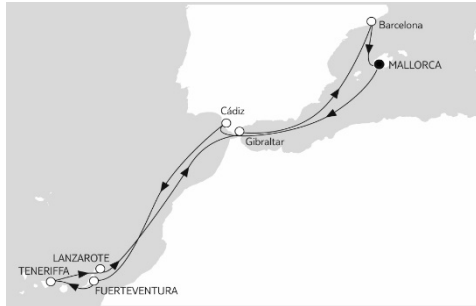 Barcelona
MALLORCA
Cádiz
Gibraltar
LANZAROTE
TENERIFFA
FUERTEVENTURA